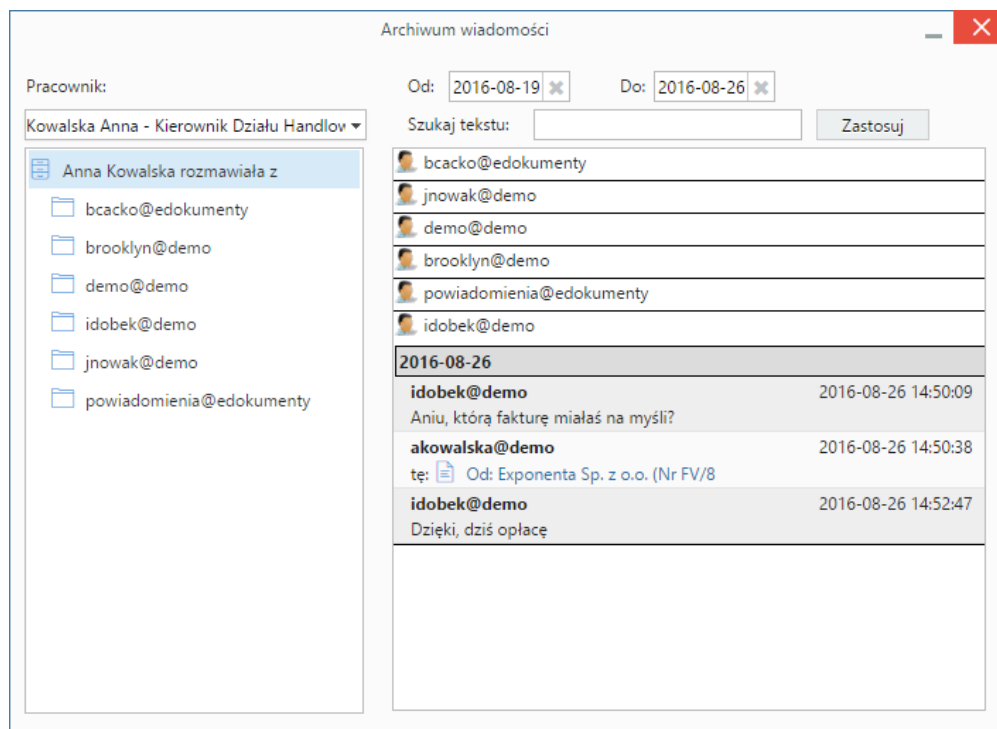 Archiwum wiadomości
Pracownik:
Kowalska Anna - Kierownik Działu Handlow
Anna Kowalska rozmawiała z
bcacko@edokumenty
brooklyn@demo
demo@demo
idobek@demo
jnowak@demo
powiadomienia@edokumenty
Od: 2016-08-19 Do: 2016-08-26
Szukaj tekstu: Zastosuj
bcacko@edokumenty
jnowak@demo
demo@demo
brooklyn@demo
powiadomienia@edokumenty
idobek@demo
2016-08-26
idobek@demo 2016-08-26 14:50:09
Aniu, którą fakturę miałaś na myśli?
akowalska@demo 2016-08-26 14:50:38
tę: Od: Exponenta Sp. z o.o. (Nr FV/8
idobek@demo 2016-08-26 14:52:47
Dzięki, dziś opłacę